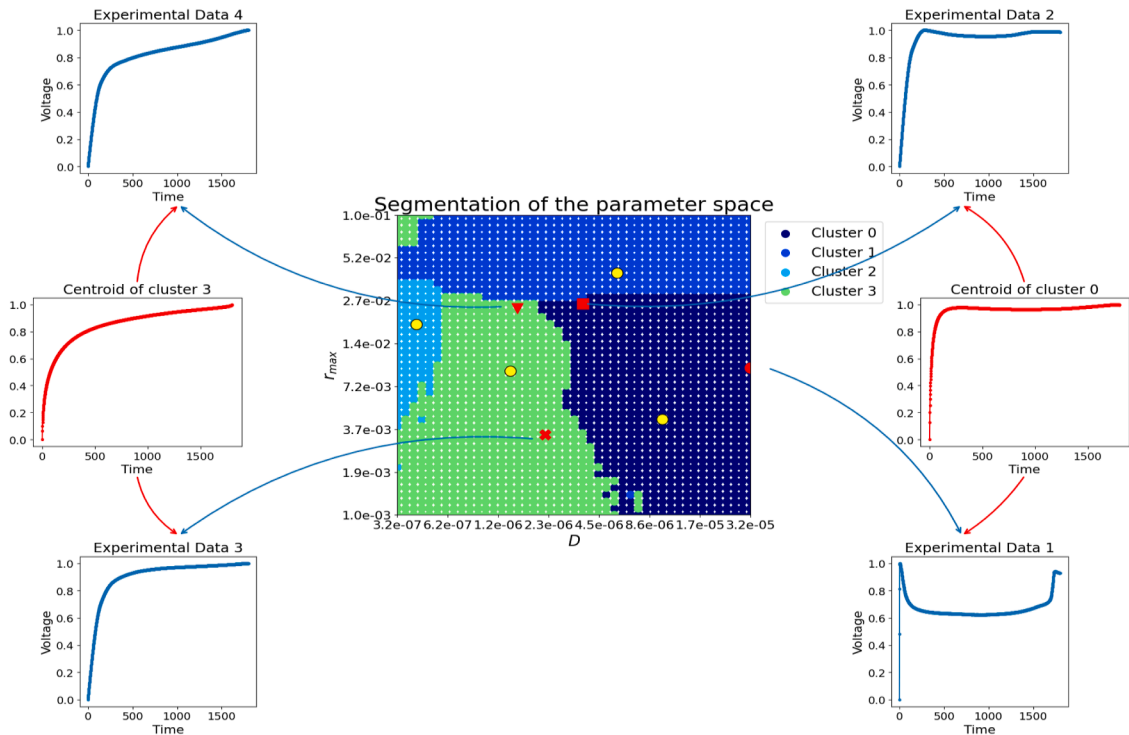 Experimental Data 4
1.0
0.8
0.6
0.4
0.2
0.0
Voltage
0 500 1000 1500
Time
Experimental Data 2
1.0
0.8
0.6
0.4
0.2
0.0
Voltage
0 500 1000 1500
Time
Centroid of cluster 3
1.0
0.8
0.6
0.4
0.2
0.0
0 500 1000 1500
Time
Segmentation of the parameter space
1.0e-01
5.2e-02
2.7e-02
1.4e-02
7.2e-03
3.7e-03
1.9e-03
1.0e-03
r_max
3.2e-07 6.2e-07 1.2e-06 2.3e-06 4.5e-06 8.6e-06 1.7e-05 3.2e-05
D
Cluster 0
Cluster 1
Cluster 2
Cluster 3
Centroid of cluster 0
1.0
0.8
0.6
0.4
0.2
0.0
0 500 1000 1500
Time
Experimental Data 3
1.0
0.8
0.6
0.4
0.2
0.0
Voltage
0 500 1000 1500
Time
Experimental Data 1
1.0
0.8
0.6
0.4
0.2
0.0
Voltage
0 500 1000 1500
Time